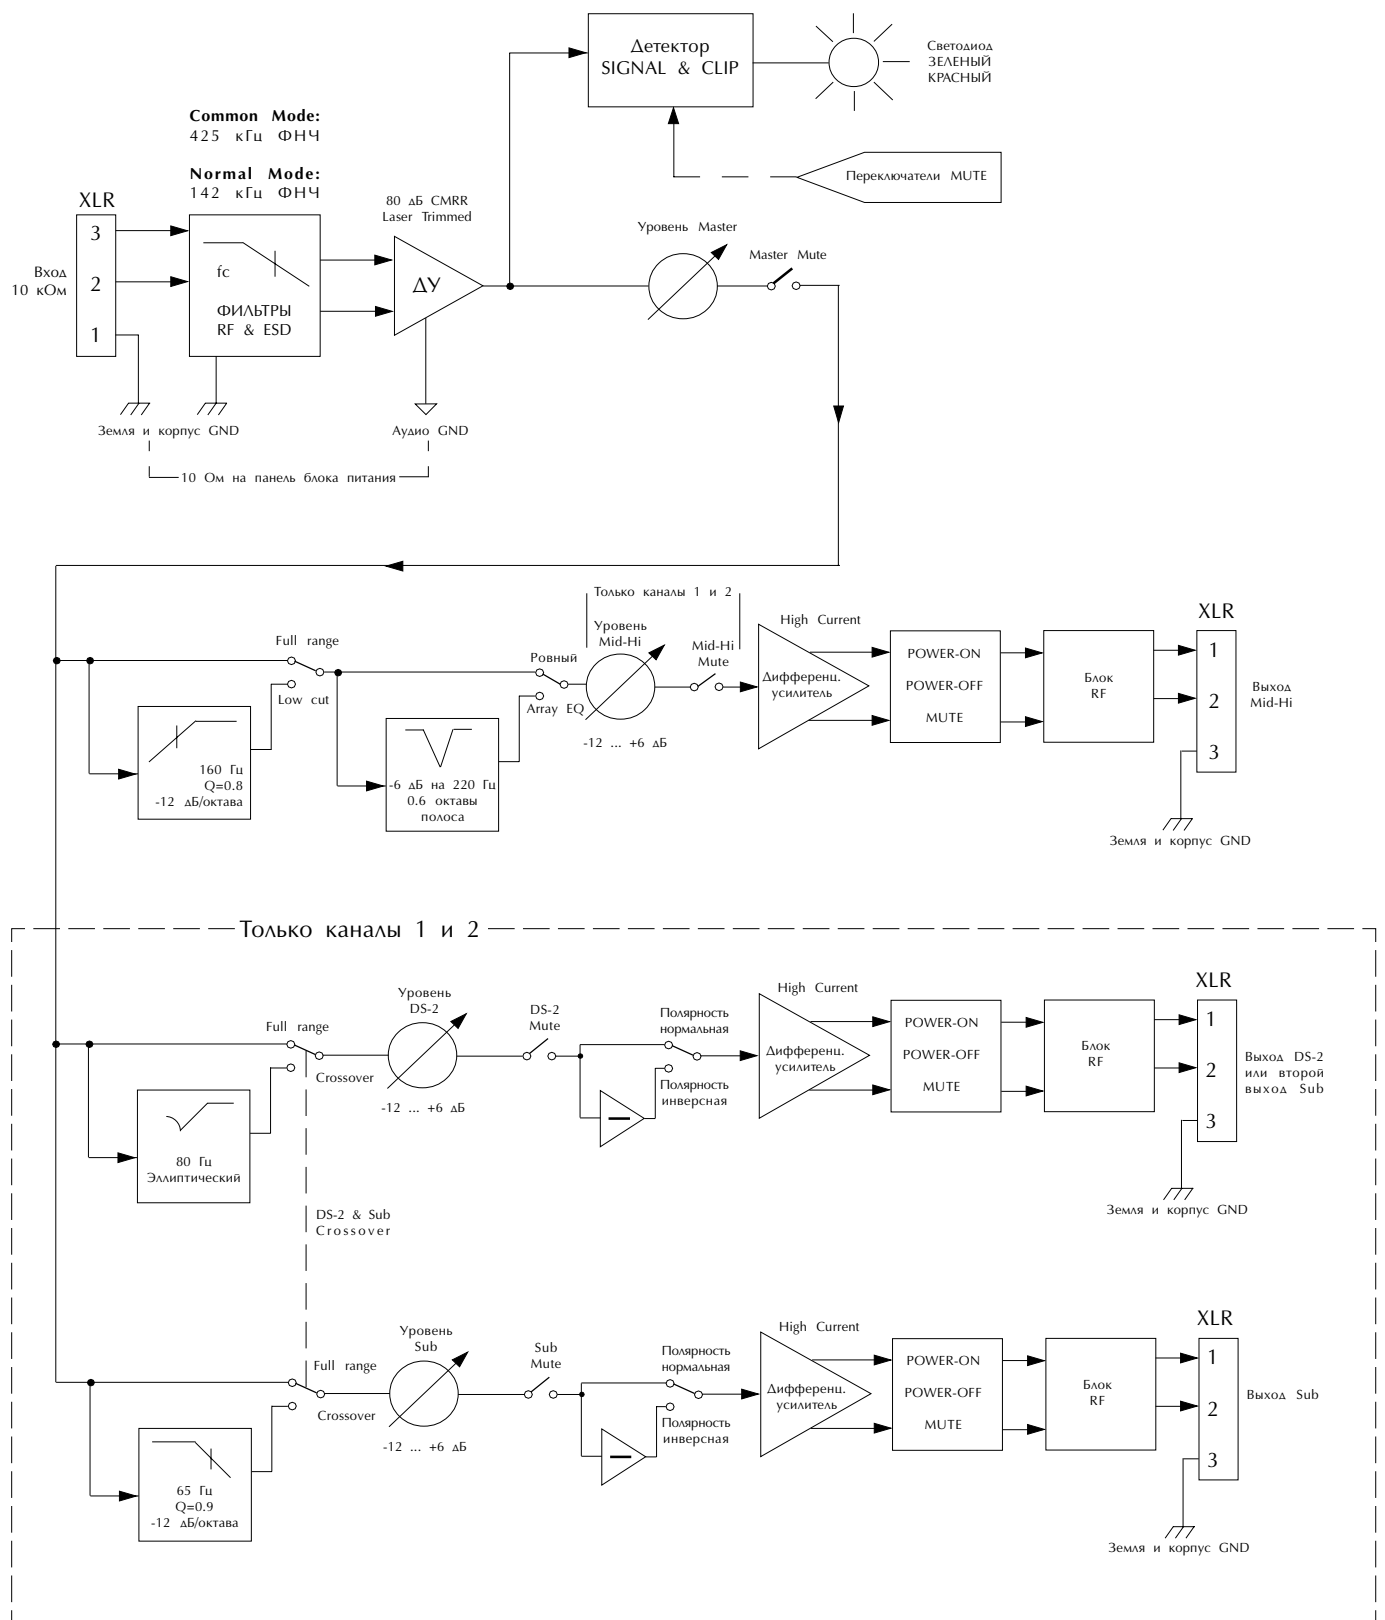 Детектор
SIGNAL & CLIP
Светодиод
ЗЕЛЕНЫЙ
КРАСНЫЙ
Common Mode:
425 кГц ФНЧ
Normal Mode:
142 кГц ФНЧ
Переключатели MUTE
80 дБ CMRR
Laser Trimmed
XLR
3
2
1
Вход
10 кОм
fc
ФИЛЬТРЫ
RF & ESD
ДУ
Уровень Master
Master Mute
Земля и корпус GND
Аудио GND
10 Ом на панель блока питания
Только каналы 1 и 2
Full range
Low cut
160 Гц
Q=0.8
-12 дБ/октава
Ровный
Array EQ
-6 дБ на 220 Гц
0.6 октавы
полоса
Уровень
Mid-Hi
-12 ... +6 дБ
Mid-Hi
Mute
High Current
Дифференц.
усилитель
POWER-ON
POWER-OFF
MUTE
Блок
RF
XLR
1
2
3
Выход
Mid-Hi
Земля и корпус GND
Только каналы 1 и 2
Full range
Crossover
80 Гц
Эллиптический
Уровень
DS-2
-12 ... +6 дБ
DS-2
Mute
Полярность
нормальная
Полярность
инверсная
High Current
Дифференц.
усилитель
POWER-ON
POWER-OFF
MUTE
Блок
RF
XLR
1
2
3
Выход DS-2
или второй
выход Sub
Земля и корпус GND
DS-2 & Sub
Crossover
Full range
Crossover
65 Гц
Q=0.9
-12 дБ/октава
Уровень
Sub
-12 ... +6 дБ
Sub
Mute
Полярность
нормальная
Полярность
инверсная
High Current
Дифференц.
усилитель
POWER-ON
POWER-OFF
MUTE
Блок
RF
XLR
1
2
3
Выход Sub
Земля и корпус GND